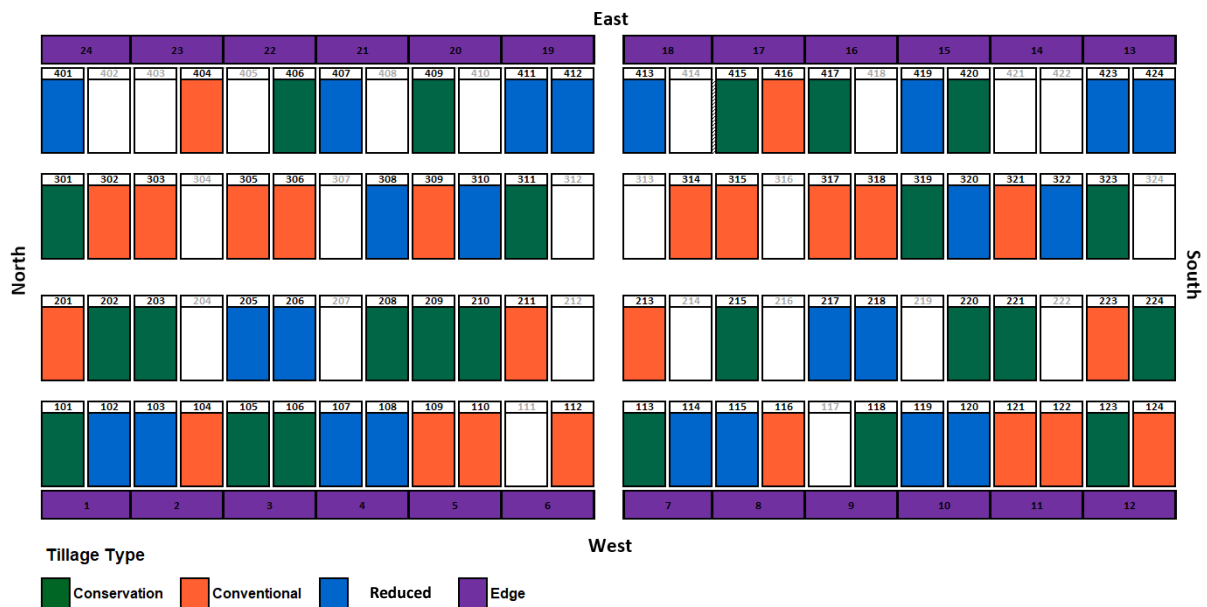 East
24 23 22 21 20 19 18 17 16 15 14 13
401 402 403 404 405 406 407 408 409 410 411 412 413 414 415 416 417 418 419 420 421 422 423 424
301 302 303 304 305 306 307 308 309 310 311 312 313 314 315 316 317 318 319 320 321 322 323 324
North
South
201 202 203 204 205 206 207 208 209 210 211 212 213 214 215 216 217 218 219 220 221 222 223 224
101 102 103 104 105 106 107 108 109 110 111 112 113 114 115 116 117 118 119 120 121 122 123 124
1 2 3 4 5 6 7 8 9 10 11 12
West
Tillage Type
Conservation Conventional Reduced Edge